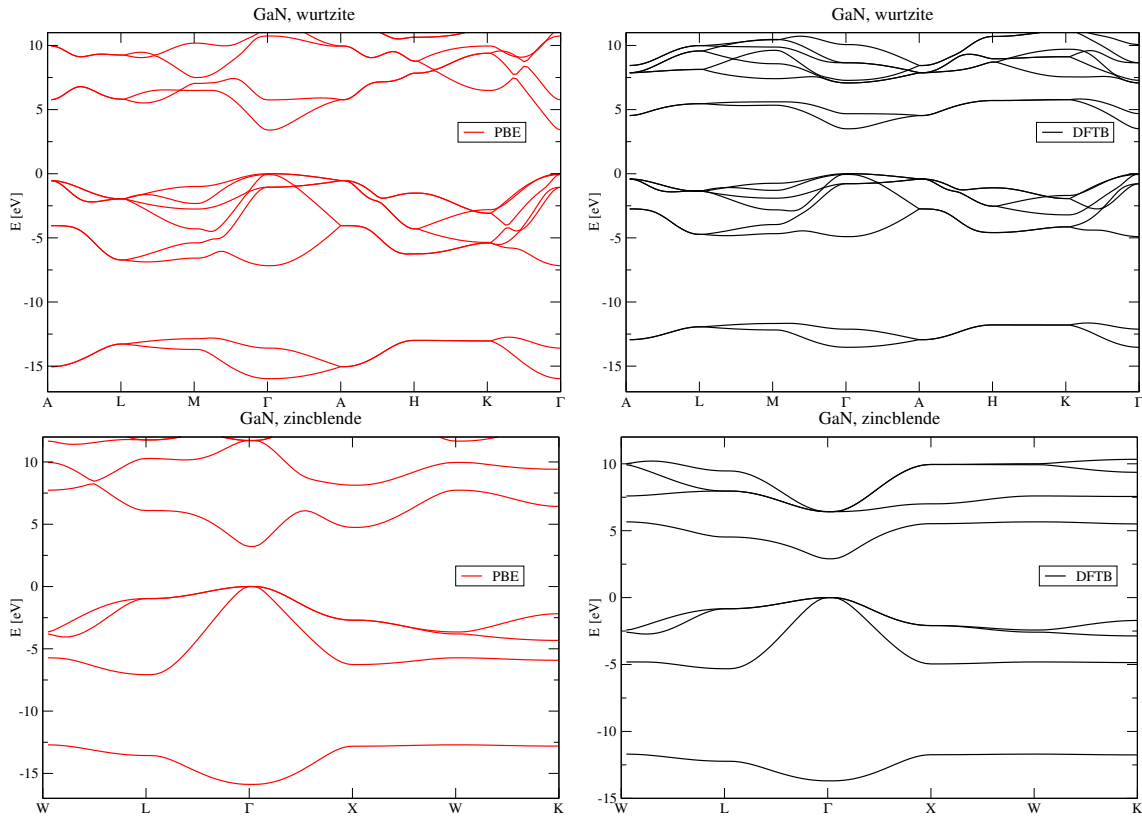 GaN, wurtzite
10
5
0
-5
-10
-15
E [eV]
PBE
A L M Γ A H K Γ
GaN, wurtzite
10
5
0
-5
-10
-15
E [eV]
DFTB
A L M Γ A H K Γ
GaN, zincblende
10
5
0
-5
-10
-15
E [eV]
PBE
W L Γ X W K
GaN, zincblende
10
5
0
-5
-10
-15
E [eV]
DFTB
W L Γ X W K